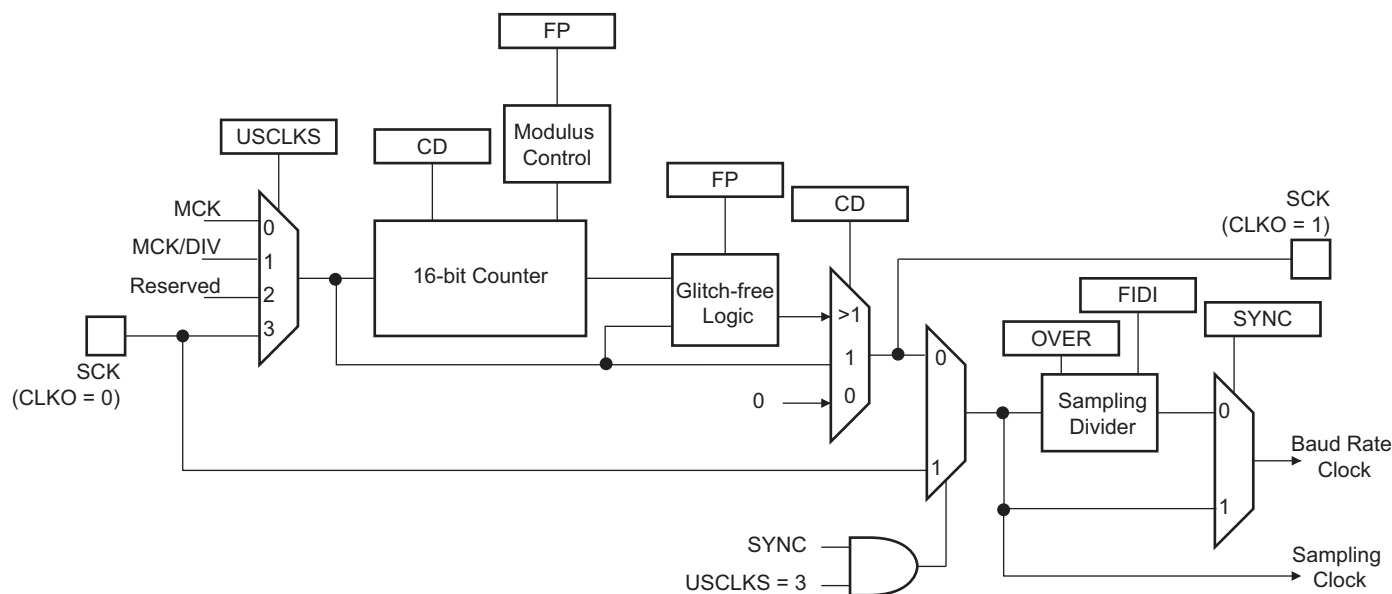 FP
USCLKS
CD
Modulus
Control
FP
CD
SCK
(CLKO = 1)
MCK
0
MCK/DIV
1
Reserved
2
3
16-bit Counter
Glitch-free
Logic
>1
1
0
0
FIDI
OVER
SYNC
SCK
(CLKO = 0)
0
1
Sampling
Divider
0
1
Baud Rate
Clock
SYNC
USCLKS = 3
Sampling
Clock